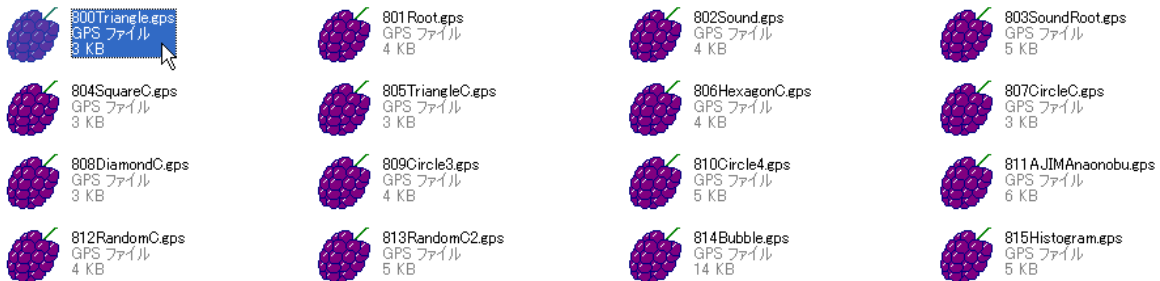 800Triangle.gps
GPS ファイル
3 KB
801Root.gps
GPS ファイル
4 KB
802Sound.gps
GPS ファイル
4 KB
803SoundRoot.gps
GPS ファイル
5 KB
804SquareC.gps
GPS ファイル
3 KB
805TriangleC.gps
GPS ファイル
3 KB
806HexagonC.gps
GPS ファイル
4 KB
807CircleC.gps
GPS ファイル
3 KB
808DiamondC.gps
GPS ファイル
3 KB
809Circle3.gps
GPS ファイル
4 KB
810Circle4.gps
GPS ファイル
5 KB
811AJIMAnaonobu.gps
GPS ファイル
6 KB
812RandomC.gps
GPS ファイル
4 KB
813RandomC2.gps
GPS ファイル
5 KB
814Bubble.gps
GPS ファイル
14 KB
815Histogram.gps
GPS ファイル
5 KB